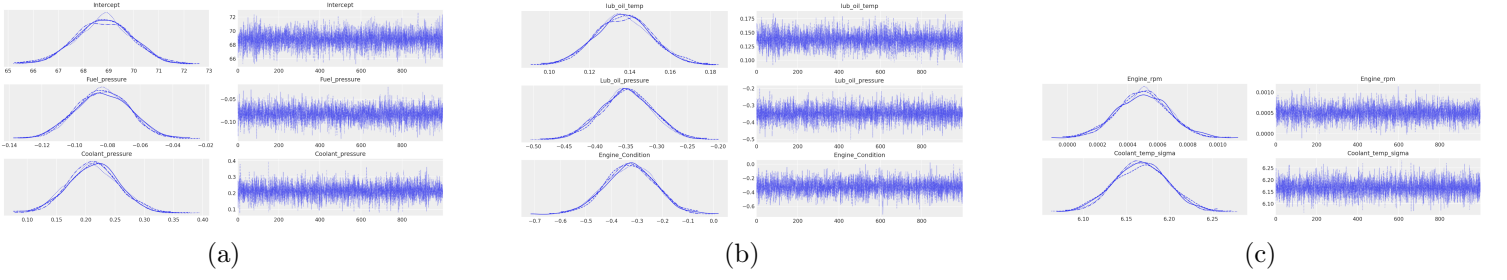 Intercept
Intercept
72
70
68
66
65 66 67 68 69 70 71 72 73
0 200 400 600 800
Fuel_pressure
Fuel_pressure
−0.05
−0.10
−0.14 −0.12 −0.10 −0.08 −0.06 −0.04 −0.02
0 200 400 600 800
Coolant_pressure
Coolant_pressure
0.4
0.3
0.2
0.1
0.10 0.15 0.20 0.25 0.30 0.35 0.40
0 200 400 600 800
(a)
lub_oil_temp
lub_oil_temp
0.175
0.150
0.125
0.100
0.10 0.12 0.14 0.16 0.18
0 200 400 600 800
Lub_oil_pressure
Lub_oil_pressure
−0.2
−0.3
−0.4
−0.5
−0.50 −0.45 −0.40 −0.35 −0.30 −0.25 −0.20
0 200 400 600 800
Engine_Condition
Engine_Condition
0.0
−0.2
−0.4
−0.6
−0.7 −0.6 −0.5 −0.4 −0.3 −0.2 −0.1 0.0
0 200 400 600 800
(b)
Engine_rpm
Engine_rpm
0.0010
0.0005
0.0000
0.0000 0.0002 0.0004 0.0006 0.0008 0.0010
0 200 400 600 800
Coolant_temp_sigma
Coolant_temp_sigma
6.25
6.20
6.15
6.10
6.10 6.15 6.20 6.25
0 200 400 600 800
(c)